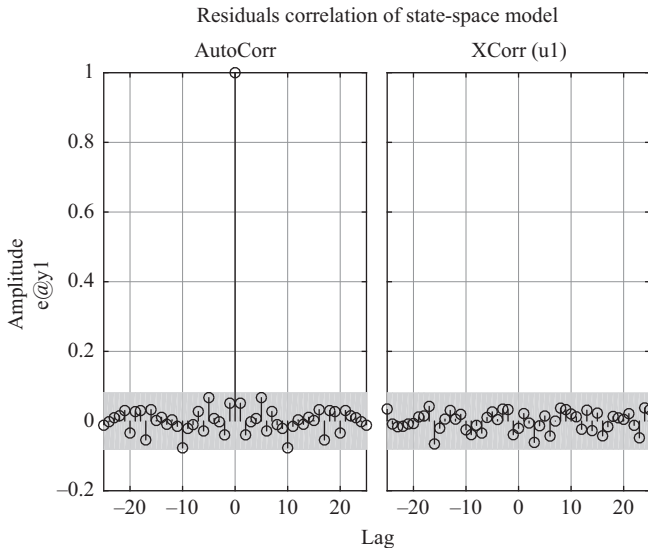 Residuals correlation of state-space model
AutoCorr
XCorr (u1)
1
0.8
0.6
0.4
0.2
0
−0.2
Amplitude
e@y1
−20 −10 0 10 20
−20 −10 0 10 20
Lag